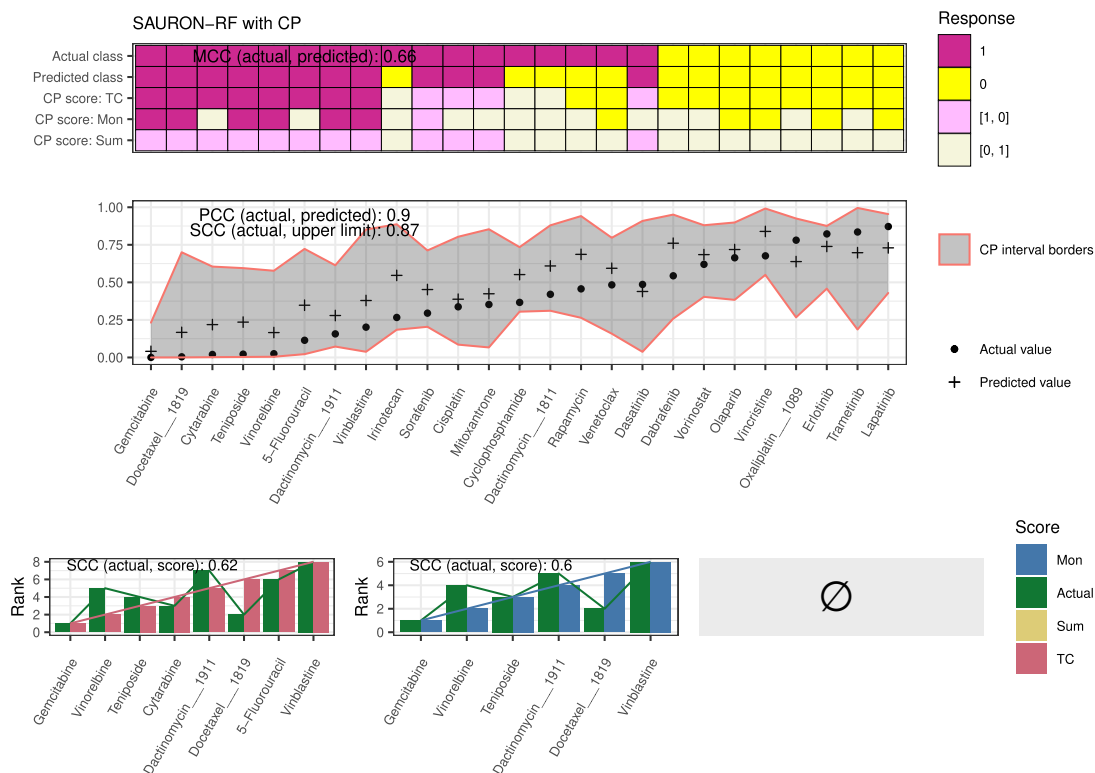 SAURON−RF with CP
Actual class
Predicted class
CP score: TC
CP score: Mon
CP score: Sum
MCC (actual, predicted): 0.66
Response
1
0
[1, 0]
[0, 1]
1.00
0.75
0.50
0.25
0.00
PCC (actual, predicted): 0.9
SCC (actual, upper limit): 0.87
CP interval borders
Actual value
Predicted value
Gemcitabine
Docetaxel___1819
Cytarabine
Teniposide
Vinorelbine
5−Fluorouracil
Dactinomycin___1911
Vinblastine
Irinotecan
Sorafenib
Cisplatin
Mitoxantrone
Cyclophosphamide
Dactinomycin___1811
Rapamycin
Venetoclax
Dasatinib
Dabrafenib
Vorinostat
Olaparib
Vincristine
Oxaliplatin___1089
Erlotinib
Trametinib
Lapatinib
Rank
8
6
4
2
0
SCC (actual, score): 0.62
Gemcitabine
Vinorelbine
Teniposide
Cytarabine
Dactinomycin___1911
Docetaxel___1819
5−Fluorouracil
Vinblastine
Rank
6
4
2
0
SCC (actual, score): 0.6
Gemcitabine
Vinorelbine
Teniposide
Dactinomycin___1911
Docetaxel___1819
Vinblastine
∅
Score
Mon
Actual
Sum
TC